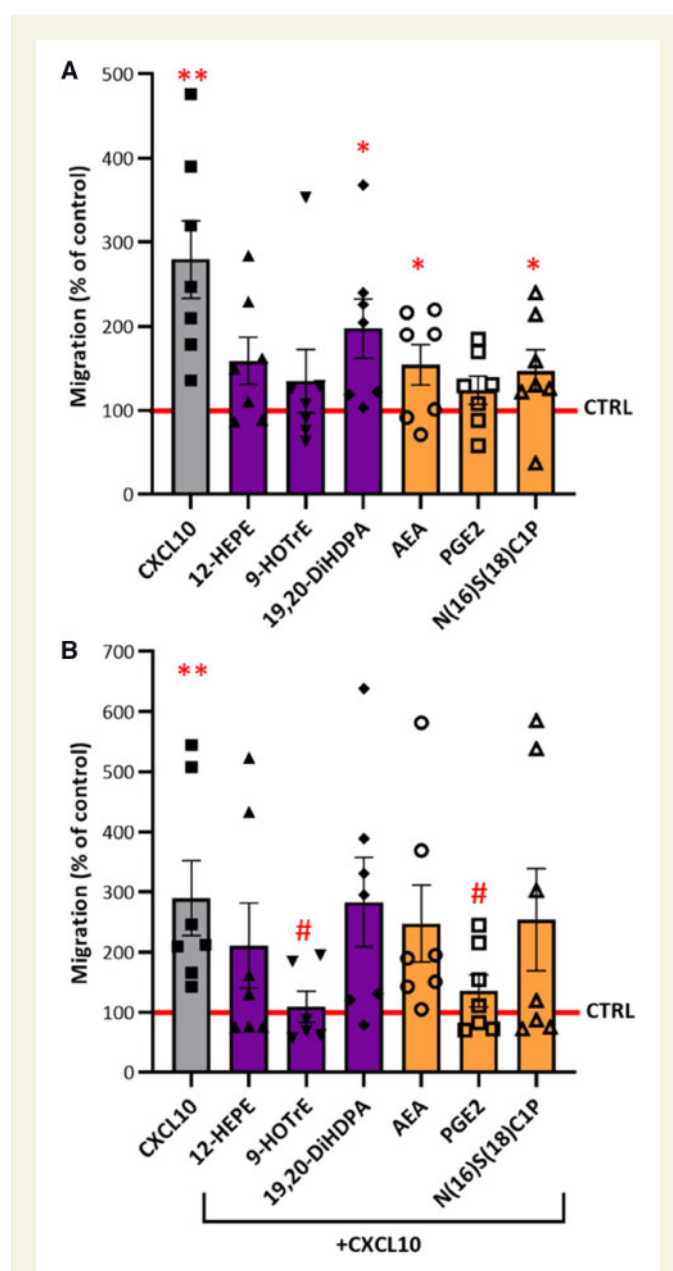 A
500
400
300
200
100
0
Migration (% of control)
**
*
*
*
CTRL
CXCL10
12-HEPE
9-HOTrE
19,20-DiHDPA
AEA
PGE2
N(16)S(18)C1P
B
700
600
500
400
300
200
100
0
Migration (% of control)
**
#
#
CTRL
CXCL10
12-HEPE
9-HOTrE
19,20-DiHDPA
AEA
PGE2
N(16)S(18)C1P
+CXCL10